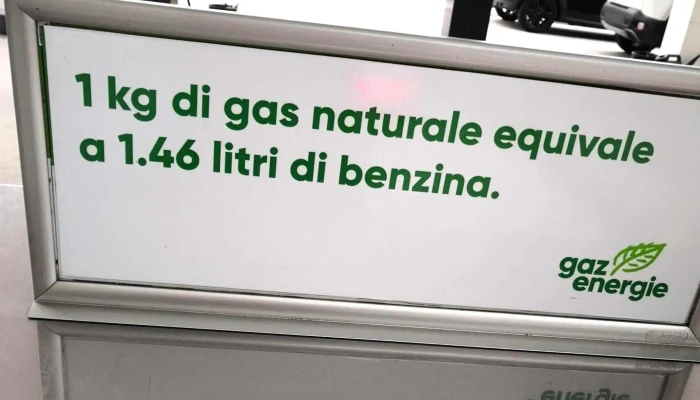 1 kg di gas naturale equivale
a 1.46 litri di benzina.
gaz
energie